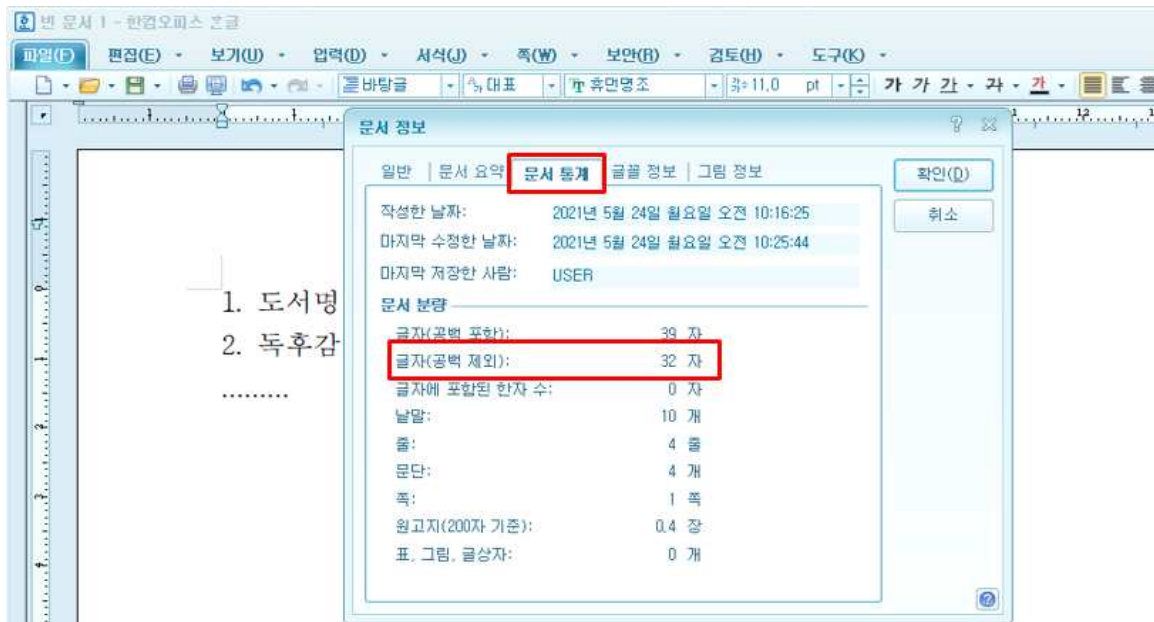 빈 문서 1 - 한컴오피스 한글
파일(F) 편집(E) 보기(U) 입력(D) 서식(J) 쪽(W) 보안(R) 검토(H) 도구(K)
바탕글 대표 휴먼명조 11.0 pt 가 가 가 가 가
문서 정보
일반 문서 요약 문서 통계 글꼴 정보 그림 정보
확인(D)
취소
작성한 날짜: 2021년 5월 24일 월요일 오전 10:16:25
마지막 수정한 날짜: 2021년 5월 24일 월요일 오전 10:25:44
마지막 저장한 사람: USER
문서 분량
글자(공백 포함): 39 자
글자(공백 제외): 32 자
글자에 포함된 한자 수: 0 자
낱말: 10 개
줄: 4 줄
문단: 4 개
쪽: 1 쪽
원고지(200자 기준): 0.4 장
표, 그림, 글상자: 0 개
1. 도서명
2. 독후감
.........